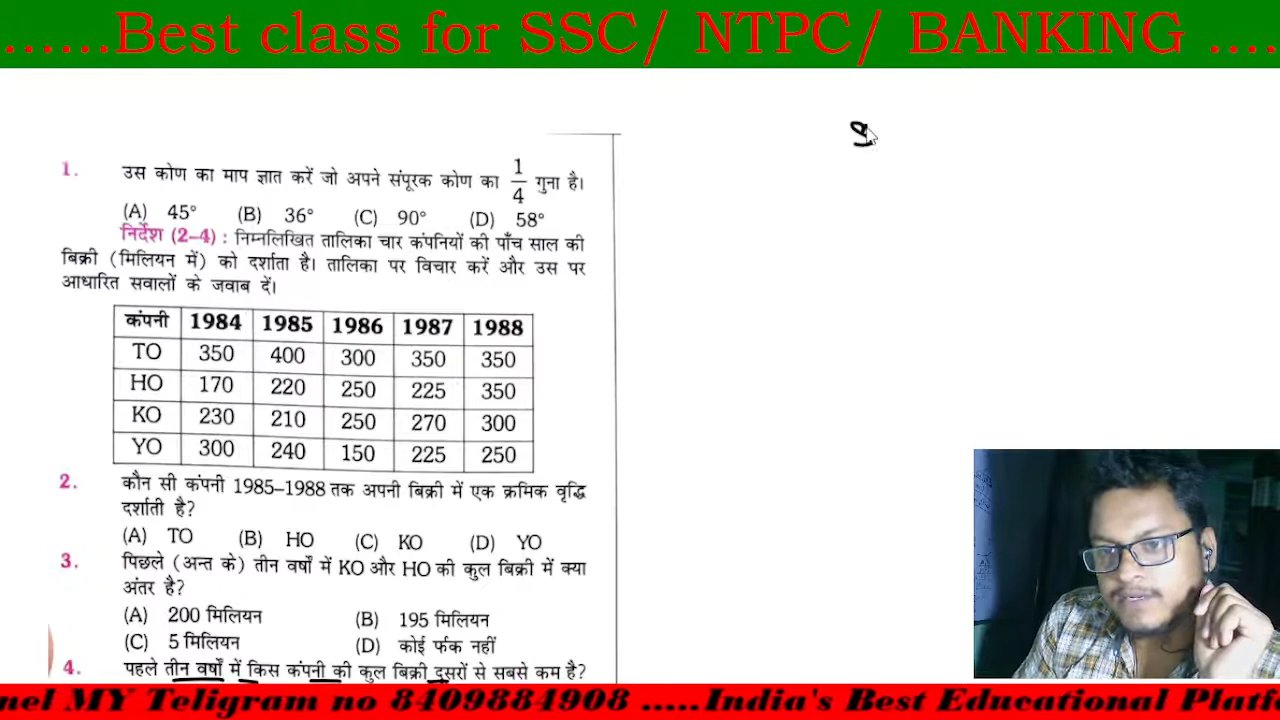 ......Best class for SSC/ NTPC/ BANKING ....
1. उस कोण का माप ज्ञात करें जो अपने संपूरक कोण का 1/4 गुना है।
(A) 45° (B) 36° (C) 90° (D) 58°
निर्देश (2–4) : निम्नलिखित तालिका चार कंपनियों की पाँच साल की
बिक्री (मिलियन में) को दर्शाता है। तालिका पर विचार करें और उस पर
आधारित सवालों के जवाब दें।
कंपनी 1984 1985 1986 1987 1988
TO 350 400 300 350 350
HO 170 220 250 225 350
KO 230 210 250 270 300
YO 300 240 150 225 250
2. कौन सी कंपनी 1985–1988 तक अपनी बिक्री में एक क्रमिक वृद्धि
दर्शाती है?
(A) TO (B) HO (C) KO (D) YO
3. पिछले (अन्त के) तीन वर्षों में KO और HO की कुल बिक्री में क्या
अंतर है?
(A) 200 मिलियन (B) 195 मिलियन
(C) 5 मिलियन (D) कोई र्फक नहीं
4. पहले तीन वर्षों में किस कंपनी की कुल बिक्री दूसरों से सबसे कम है?
nel MY Teligram no 8409884908 .....India's Best Educational Platf